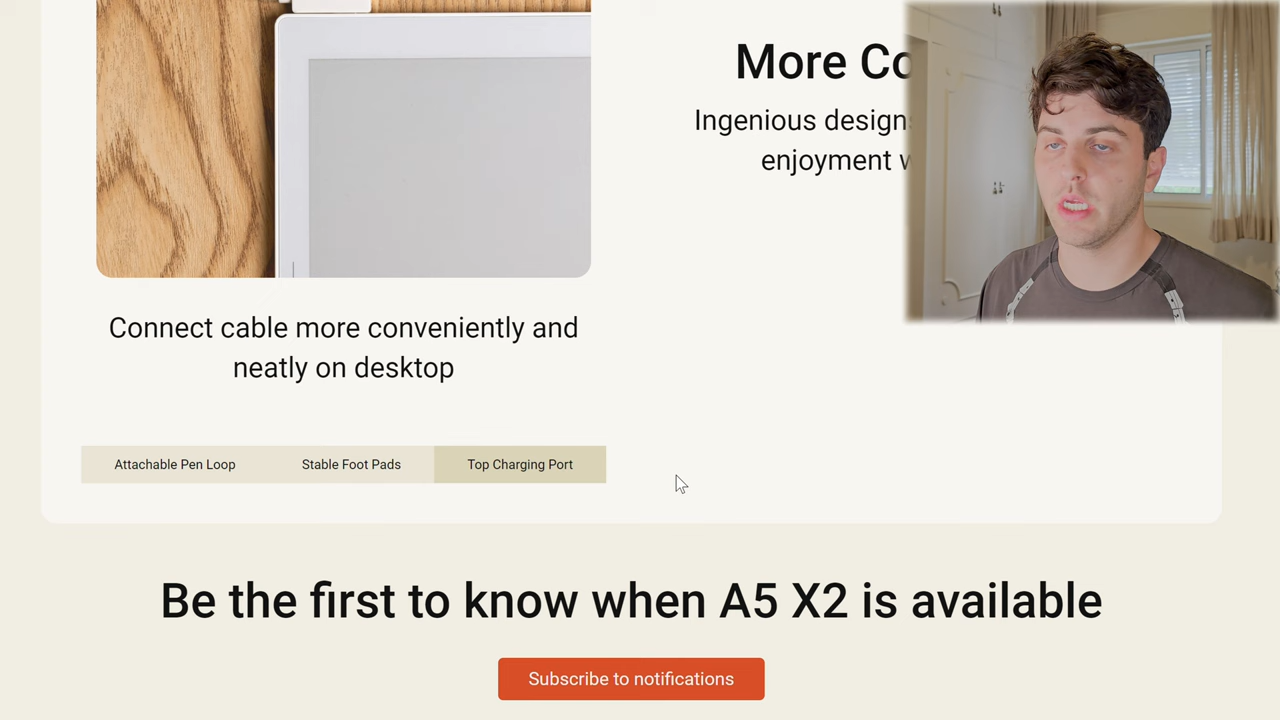 More Co
Ingenious designs
enjoyment w
Connect cable more conveniently and
neatly on desktop
Attachable Pen Loop
Stable Foot Pads
Top Charging Port
Be the first to know when A5 X2 is available
Subscribe to notifications